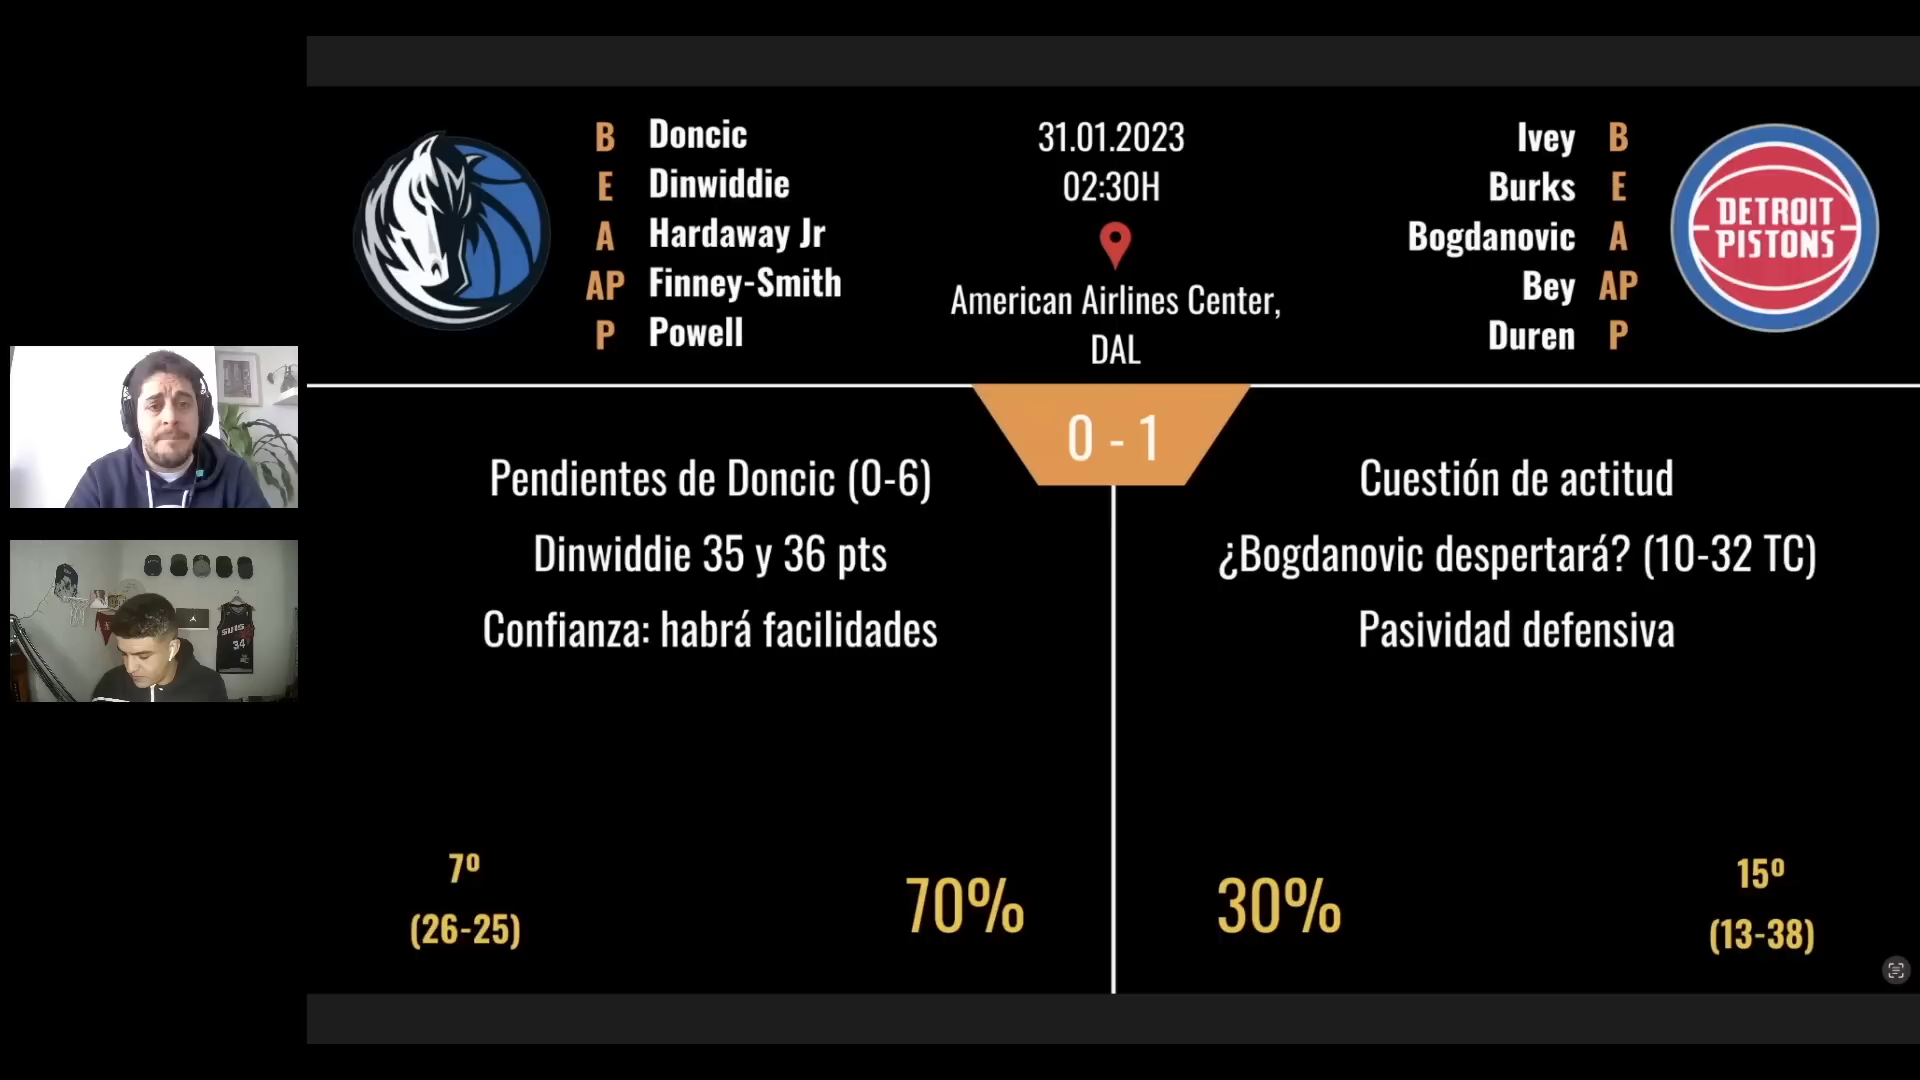 B Doncic
E Dinwiddie
A Hardaway Jr
AP Finney-Smith
P Powell
31.01.2023
02:30H
American Airlines Center,
DAL
Ivey B
Burks E
Bogdanovic A
Bey AP
Duren P
DETROIT
PISTONS
0 - 1
Pendientes de Doncic (0-6)
Dinwiddie 35 y 36 pts
Confianza: habrá facilidades
Cuestión de actitud
¿Bogdanovic despertará? (10-32 TC)
Pasividad defensiva
7º
(26-25)
70%
30%
15º
(13-38)
SUNS
34